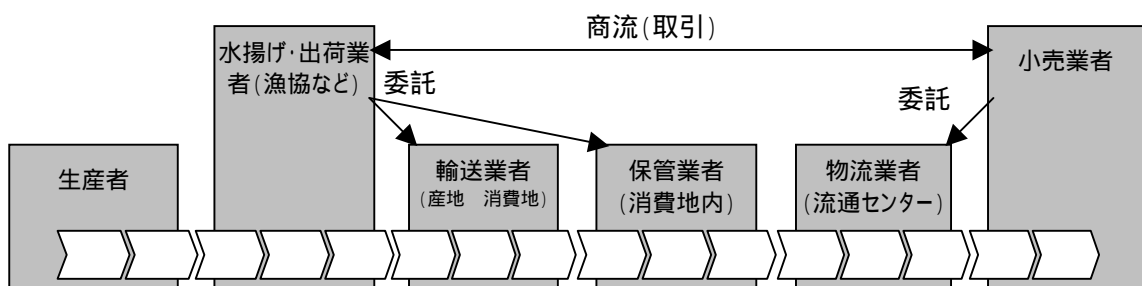 商流(取引)
水揚げ・出荷業
者(漁協など)
小売業者
委託
委託
生産者
輸送業者
(産地 消費地)
保管業者
(消費地内)
物流業者
(流通センター)